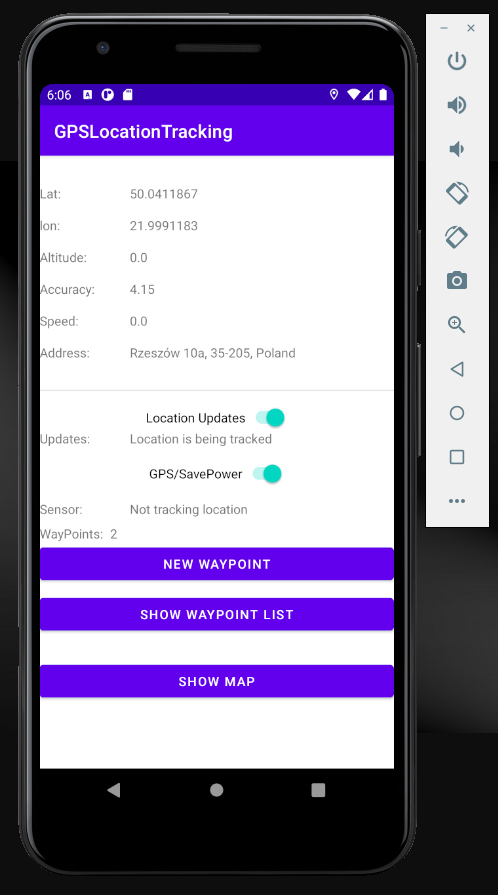 6:06
GPSLocationTracking
Lat: 50.0411867
lon: 21.9991183
Altitude: 0.0
Accuracy: 4.15
Speed: 0.0
Address: Rzeszów 10a, 35-205, Poland
Location Updates
Updates: Location is being tracked
GPS/SavePower
Sensor: Not tracking location
WayPoints: 2
NEW WAYPOINT
SHOW WAYPOINT LIST
SHOW MAP